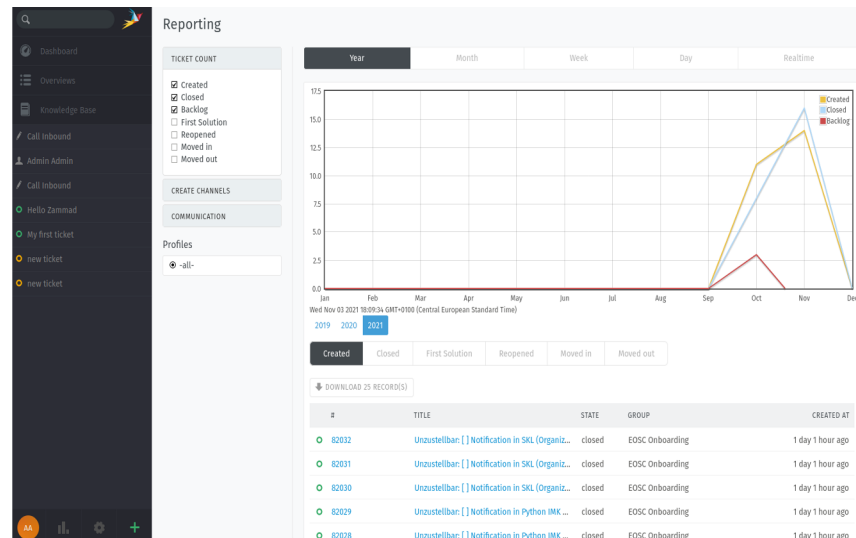 Reporting
Dashboard
Overviews
Knowledge Base
Call Inbound
Admin Admin
Call Inbound
Hello Zammad
My first ticket
new ticket
new ticket
AA
TICKET COUNT
Created
Closed
Backlog
First Solution
Reopened
Moved in
Moved out
CREATE CHANNELS
COMMUNICATION
Profiles
-all-
Year Month Week Day Realtime
17.5
15.0
12.5
10.0
7.5
5.0
2.5
0.0
Created
Closed
Backlog
Jan Feb Mar Apr May Jun Jul Aug Sep Oct Nov Dec
Wed Nov 03 2021 18:09:34 GMT+0100 (Central European Standard Time)
2019 2020 2021
Created Closed First Solution Reopened Moved in Moved out
DOWNLOAD 25 RECORD(S)
# TITLE STATE GROUP CREATED AT
82032 Unzustellbar: [ ] Notification in SKL (Organiz... closed EOSC Onboarding 1 day 1 hour ago
82031 Unzustellbar: [ ] Notification in SKL (Organiz... closed EOSC Onboarding 1 day 1 hour ago
82030 Unzustellbar: [ ] Notification in SKL (Organiz... closed EOSC Onboarding 1 day 1 hour ago
82029 Unzustellbar: [ ] Notification in Python IMK ... closed EOSC Onboarding 1 day 1 hour ago
82028 Unzustellbar: [ ] Notification in Python IMK ... closed EOSC Onboarding 1 day 1 hour ago